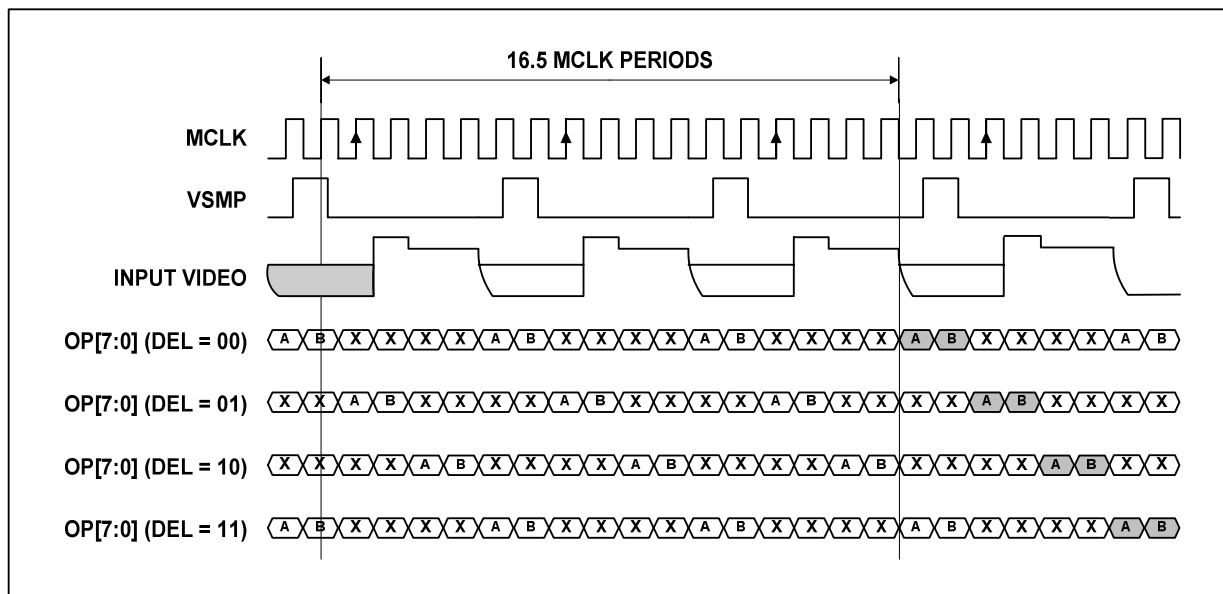 16.5 MCLK PERIODS
MCLK
VSMP
INPUT VIDEO
OP[7:0] (DEL = 00) A B X X X X A B X X X X A B X X X X A B X X X X A B
OP[7:0] (DEL = 01) X X A B X X X X A B X X X X A B X X X X A B X X X X
OP[7:0] (DEL = 10) X X X X A B X X X X A B X X X X A B X X X X A B X X
OP[7:0] (DEL = 11) A B X X X X A B X X X X A B X X X X A B X X X X A B